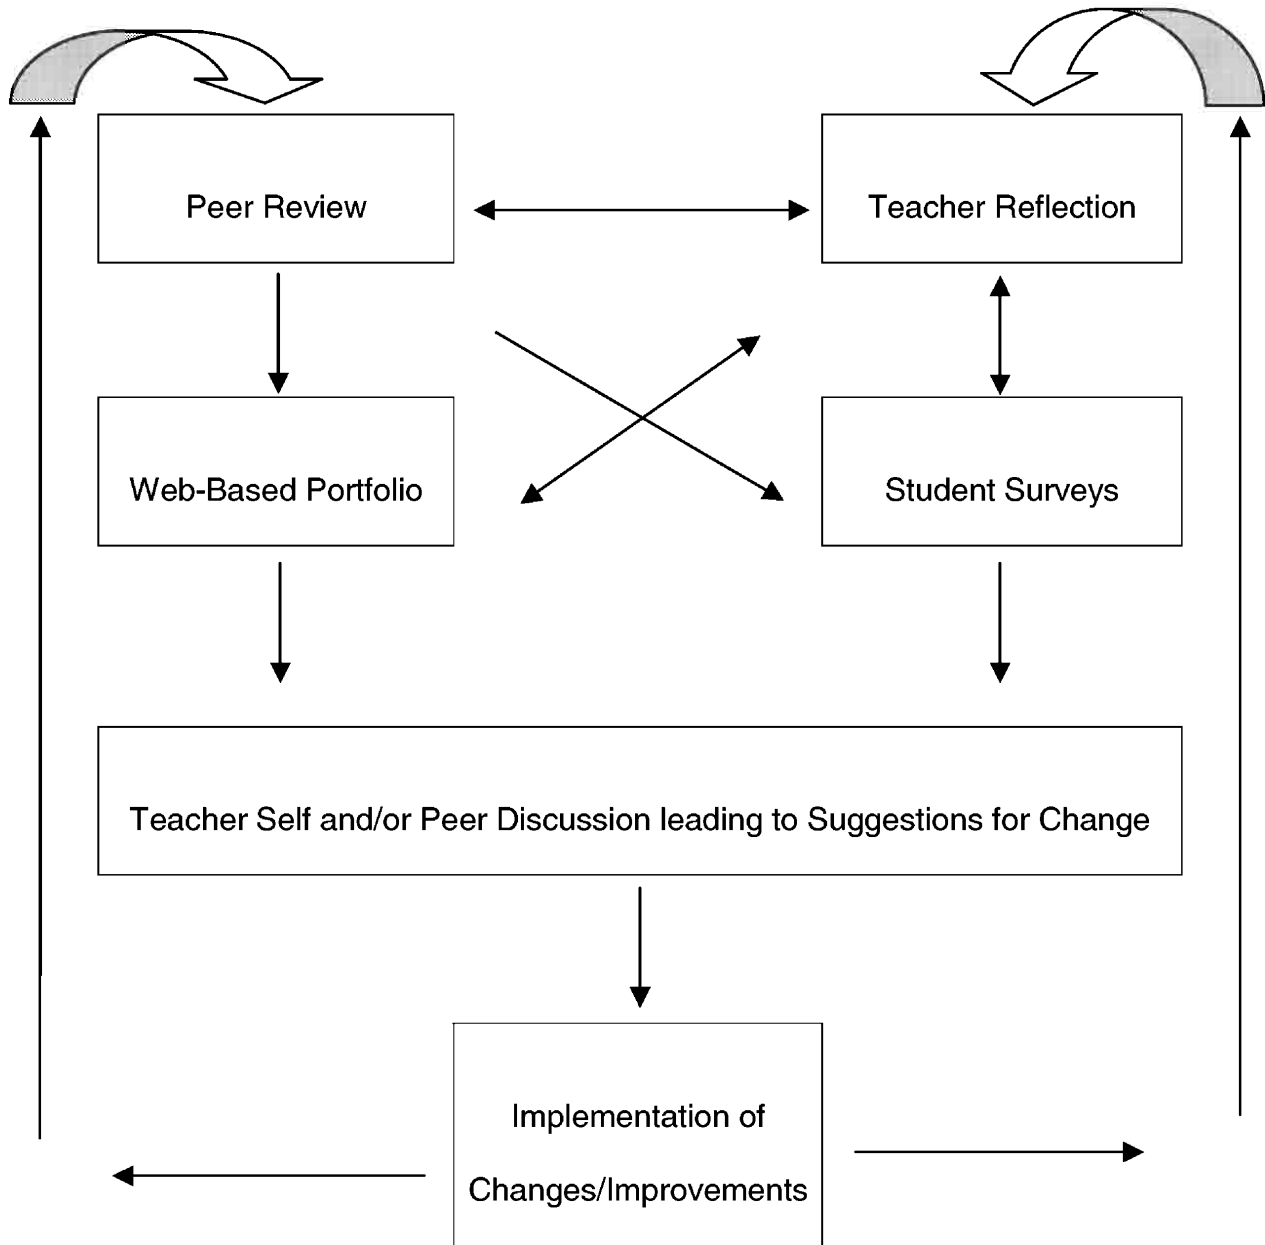 Peer Review
Teacher Reflection
Web-Based Portfolio
Student Surveys
Teacher Self and/or Peer Discussion leading to Suggestions for Change
Implementation of
Changes/Improvements